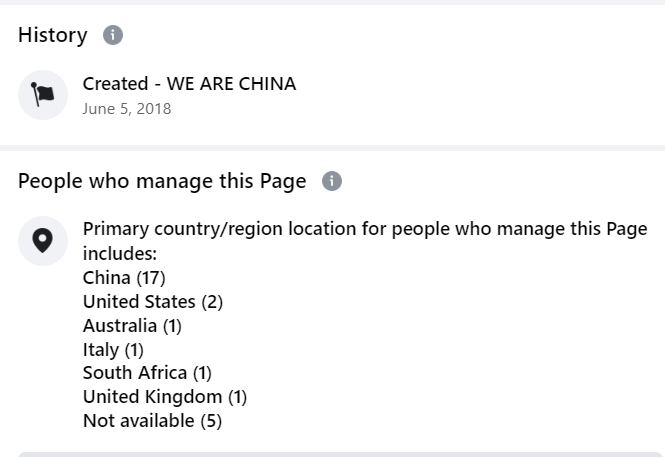 History
Created - WE ARE CHINA
June 5, 2018
People who manage this Page
Primary country/region location for people who manage this Page
includes:
China (17)
United States (2)
Australia (1)
Italy (1)
South Africa (1)
United Kingdom (1)
Not available (5)